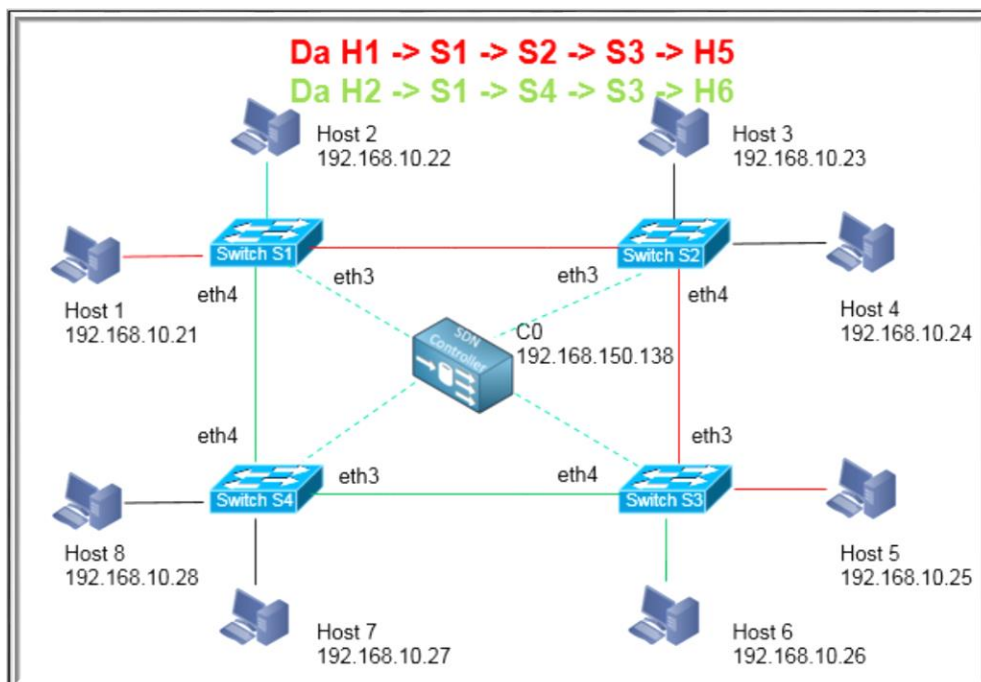 Da H1 -> S1 -> S2 -> S3 -> H5
Da H2 -> S1 -> S4 -> S3 -> H6
Host 2
192.168.10.22
Host 3
192.168.10.23
Switch S1
Switch S2
Host 1
192.168.10.21
eth4
eth3
eth3
eth4
Host 4
192.168.10.24
SDN
Controller
C0
192.168.150.138
eth4
eth3
eth4
eth3
Switch S4
Switch S3
Host 8
192.168.10.28
Host 5
192.168.10.25
Host 7
192.168.10.27
Host 6
192.168.10.26